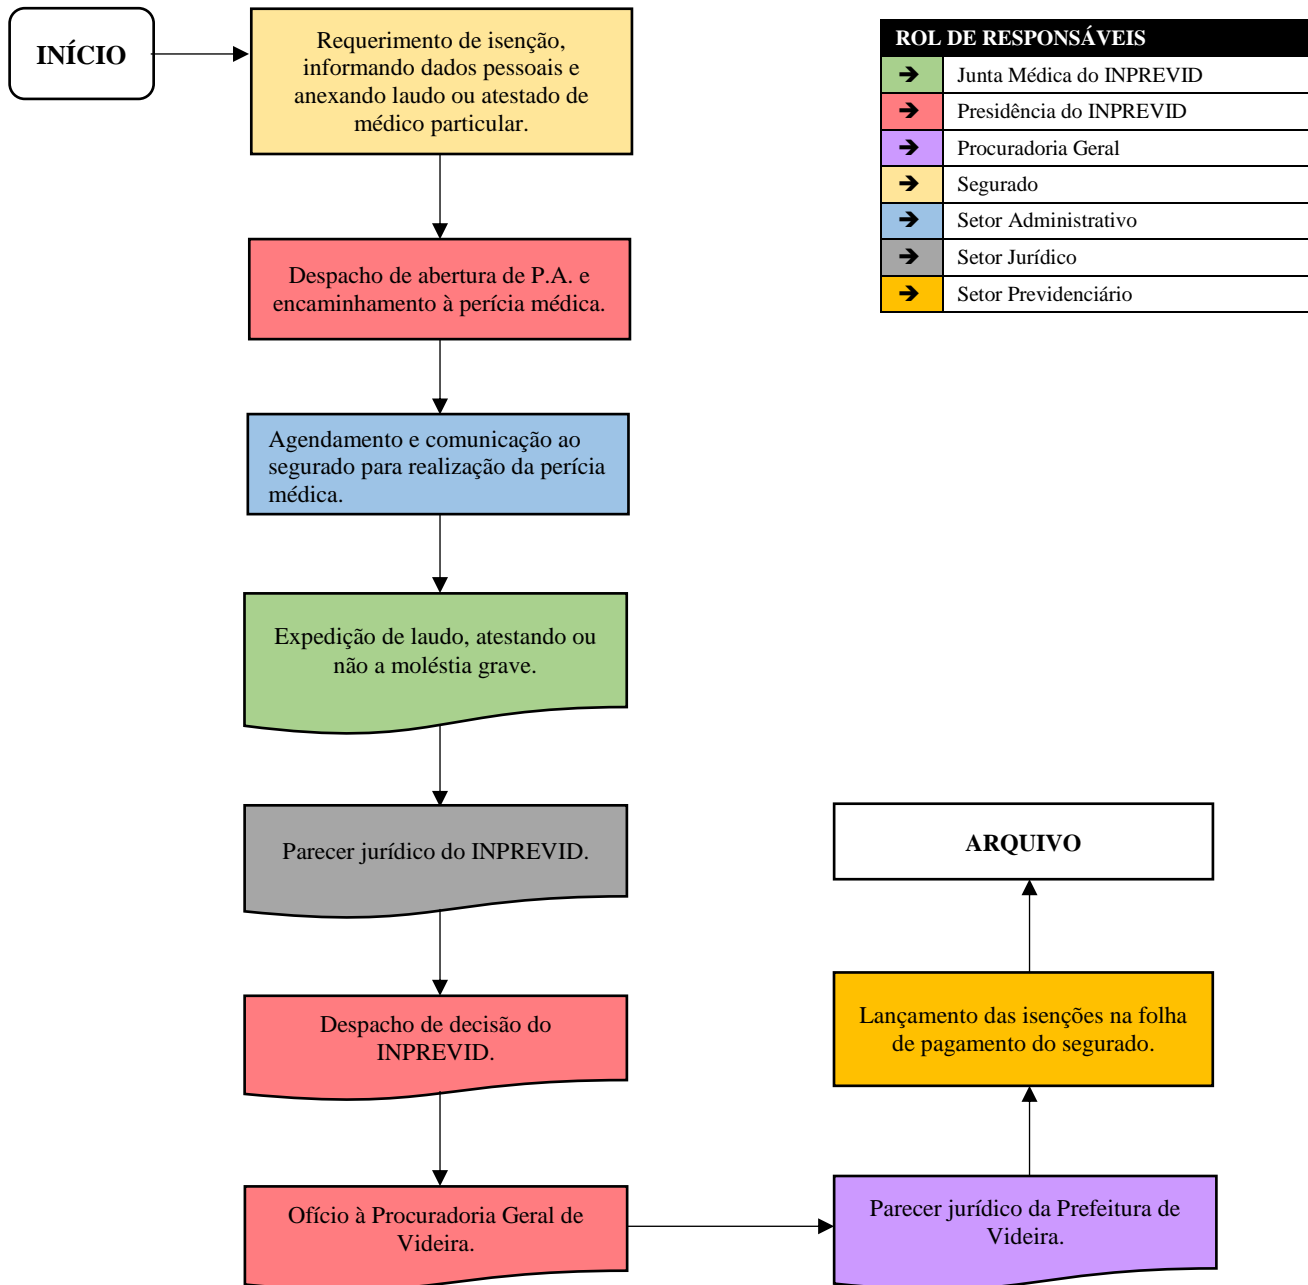 INÍCIO
Requerimento de isenção,
informando dados pessoais e
anexando laudo ou atestado de
médico particular.
ROL DE RESPONSÁVEIS
➔ Junta Médica do INPREVID
➔ Presidência do INPREVID
➔ Procuradoria Geral
➔ Segurado
➔ Setor Administrativo
➔ Setor Jurídico
➔ Setor Previdenciário
Despacho de abertura de P.A. e
encaminhamento à perícia médica.
Agendamento e comunicação ao
segurado para realização da perícia
médica.
Expedição de laudo, atestando ou
não a moléstia grave.
Parecer jurídico do INPREVID.
Despacho de decisão do
INPREVID.
Ofício à Procuradoria Geral de
Videira.
Parecer jurídico da Prefeitura de
Videira.
Lançamento das isenções na folha
de pagamento do segurado.
ARQUIVO